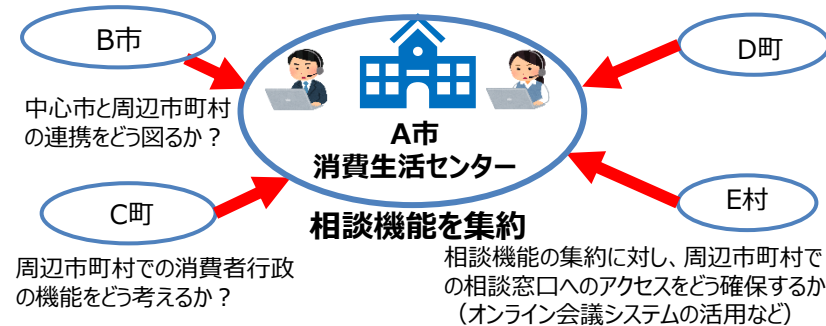 B市
D町
中心市と周辺市町村
の連携をどう図るか？
A市
消費生活センター
C町
E村
相談機能を集約
周辺市町村での消費者行政
の機能をどう考えるか？
相談機能の集約に対し、周辺市町村で
の相談窓口へのアクセスをどう確保するか
（オンライン会議システムの活用など）